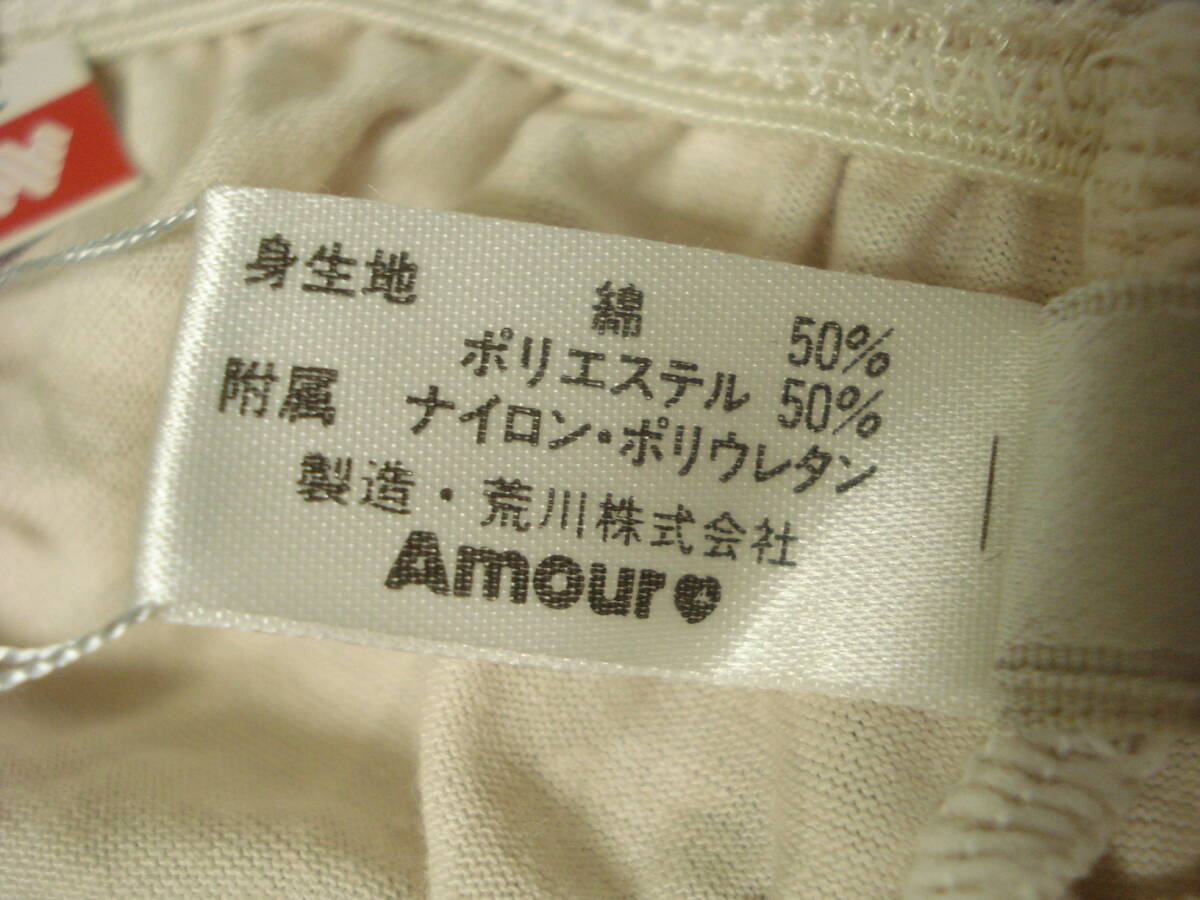 身生地 綿 50%
ポリエステル 50%
附属 ナイロン・ポリウレタン
製造・荒川株式会社
Amour